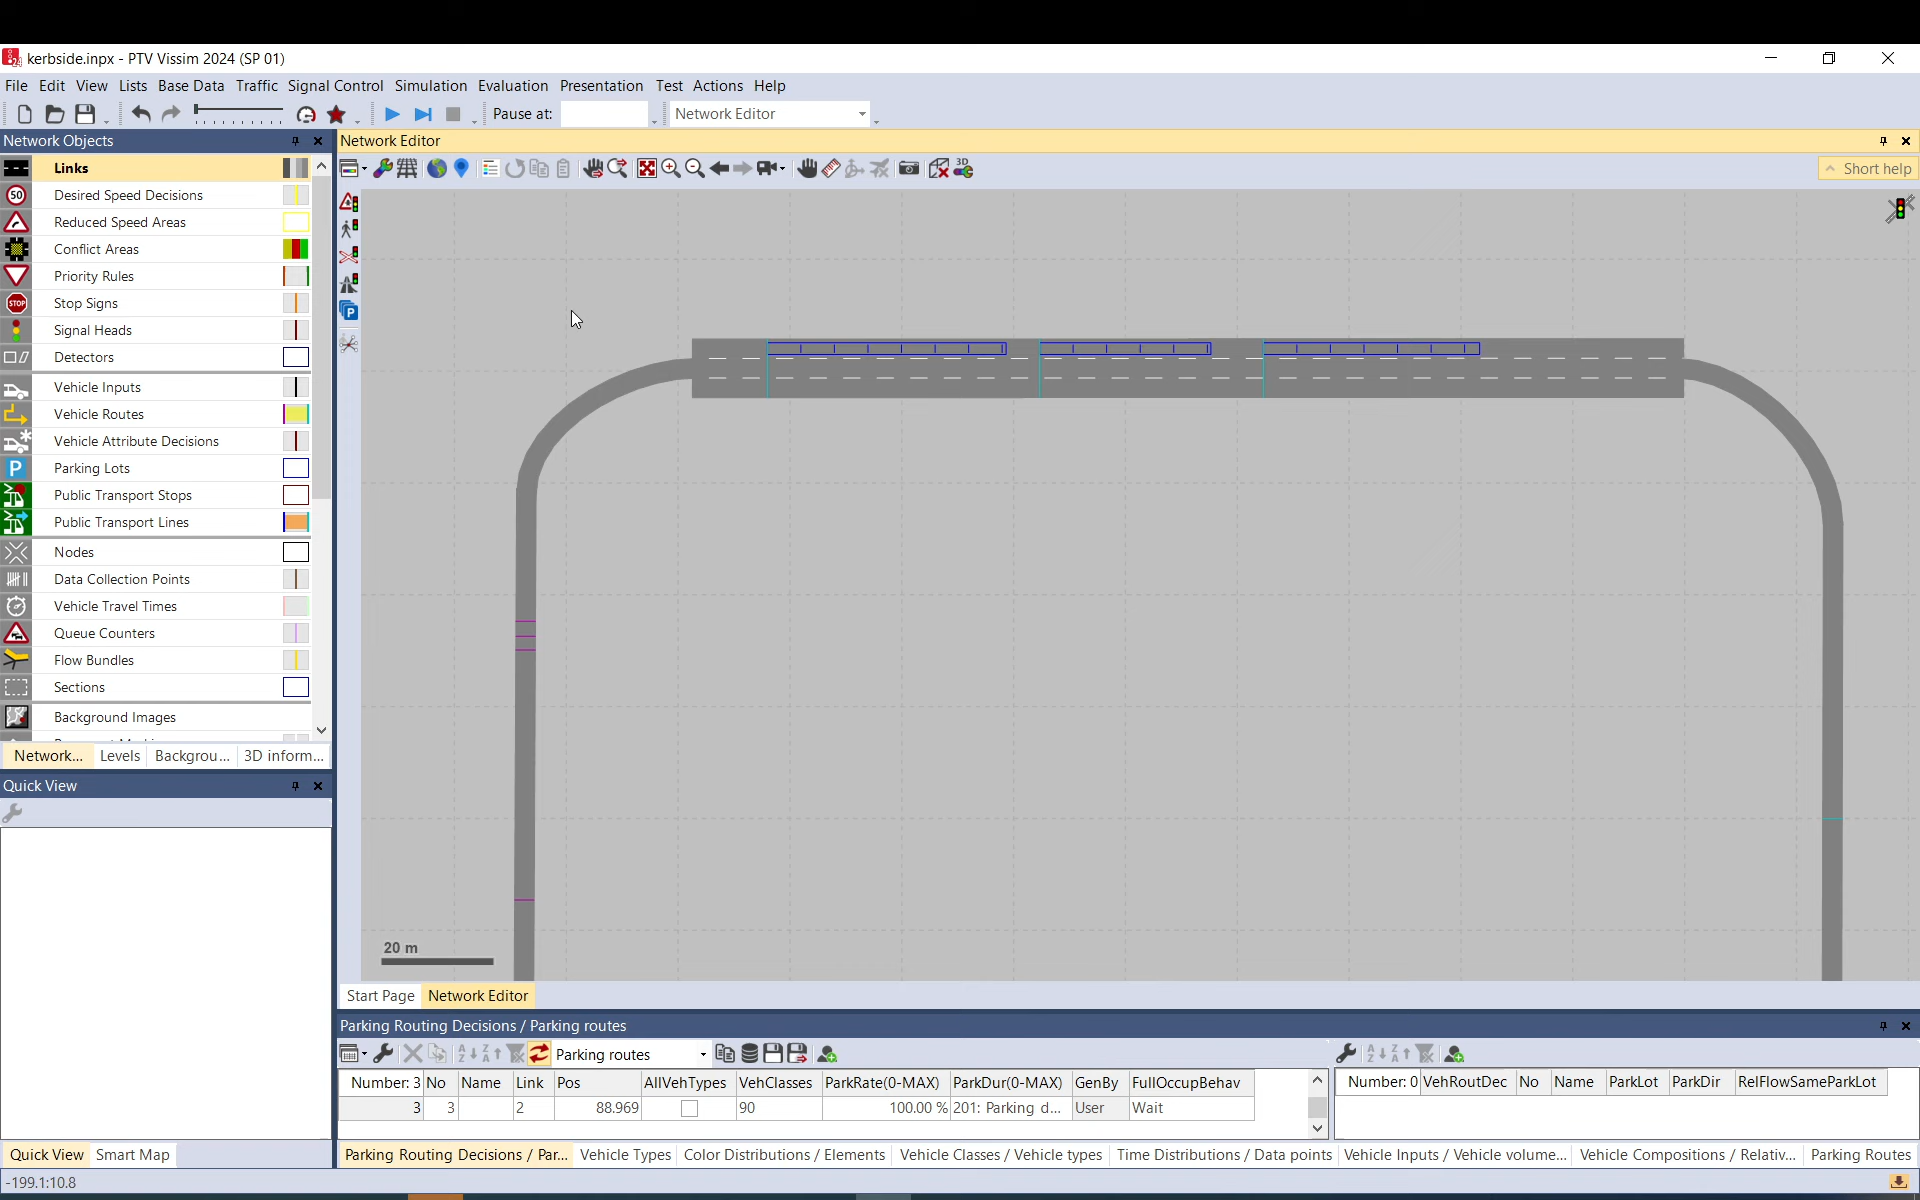 kerbside.inpx - PTV Vissim 2024 (SP 01)
File Edit View Lists Base Data Traffic Signal Control Simulation Evaluation Presentation Test Actions Help
Pause at: Network Editor
Network Objects
Network Editor
Short help
Links
50 Desired Speed Decisions
Reduced Speed Areas
Conflict Areas
Priority Rules
STOP Stop Signs
Signal Heads
Detectors
Vehicle Inputs
Vehicle Routes
Vehicle Attribute Decisions
P Parking Lots
Public Transport Stops
Public Transport Lines
Nodes
Data Collection Points
Vehicle Travel Times
Queue Counters
Flow Bundles
Sections
Background Images
Network... Levels Backgrou... 3D inform...
Quick View
20 m
Start Page Network Editor
Parking Routing Decisions / Parking routes
Parking routes
Number: 3 No Name Link Pos AllVehTypes VehClasses ParkRate(0-MAX) ParkDur(0-MAX) GenBy FullOccupBehav
3 3 2 88.969 90 100.00 % 201: Parking d... User Wait
Number: 0 VehRoutDec No Name ParkLot ParkDir RelFlowSameParkLot
Quick View Smart Map
Parking Routing Decisions / Par... Vehicle Types Color Distributions / Elements Vehicle Classes / Vehicle types Time Distributions / Data points Vehicle Inputs / Vehicle volume... Vehicle Compositions / Relativ... Parking Routes
-199.1:10.8